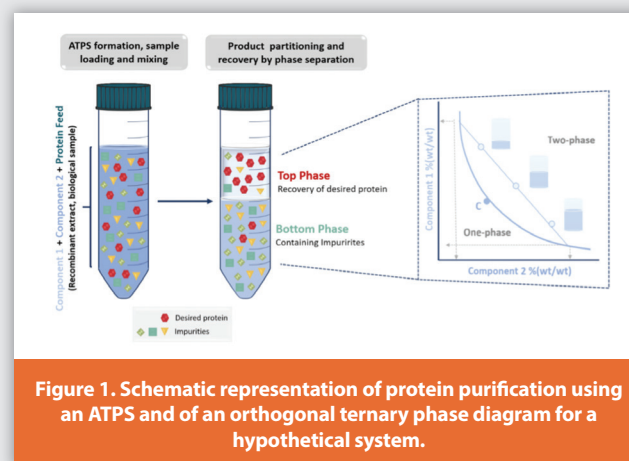 ATPS formation, sample
loading and mixing
Product partitioning and
recovery by phase separation
Component 1 + Component 2 + Protein Feed
(Recombinant extract, biological sample)
Top Phase
Recovery of desired protein
Bottom Phase
Containing Impuririties
Desired protein
Impurities
Component 1 %(wt/wt)
Two-phase
C
One-phase
Component 2 %(wt/wt)
Figure 1. Schematic representation of protein purification using
an ATPS and of an orthogonal ternary phase diagram for a
hypothetical system.